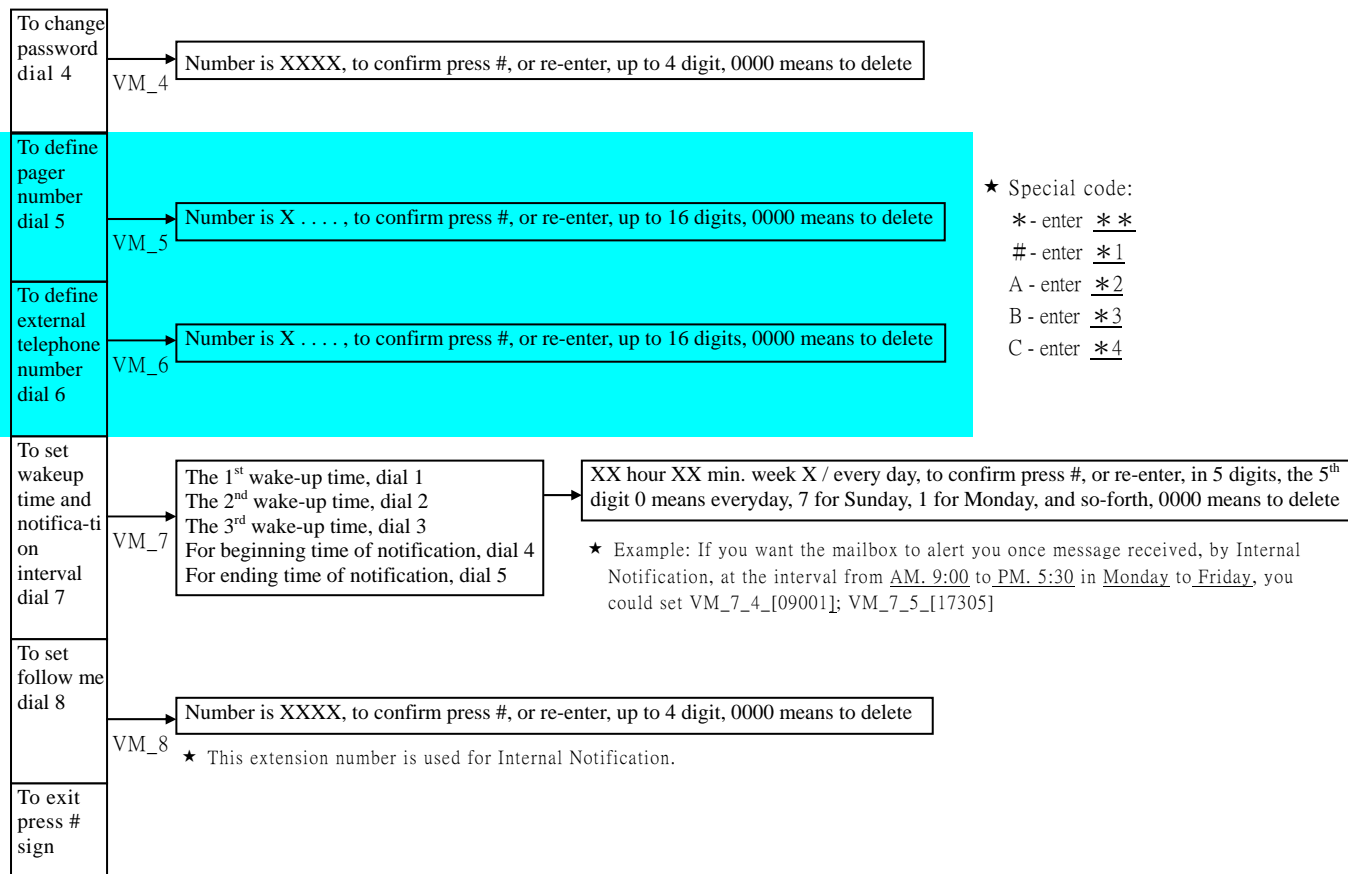 To change
password
dial 4
VM_4
Number is XXXX, to confirm press #, or re-enter, up to 4 digit, 0000 means to delete
To define
pager
number
dial 5
VM_5
Number is X . . . . , to confirm press #, or re-enter, up to 16 digits, 0000 means to delete
To define
external
telephone
number
dial 6
VM_6
Number is X . . . . , to confirm press #, or re-enter, up to 16 digits, 0000 means to delete
★ Special code:
＊- enter ＊＊
＃- enter ＊1
A - enter ＊2
B - enter ＊3
C - enter ＊4
To set
wakeup
time and
notifica-ti
on
interval
dial 7
VM_7
The 1st wake-up time, dial 1
The 2nd wake-up time, dial 2
The 3rd wake-up time, dial 3
For beginning time of notification, dial 4
For ending time of notification, dial 5
XX hour XX min. week X / every day, to confirm press #, or re-enter, in 5 digits, the 5th
digit 0 means everyday, 7 for Sunday, 1 for Monday, and so-forth, 0000 means to delete
★ Example: If you want the mailbox to alert you once message received, by Internal
Notification, at the interval from AM. 9:00 to PM. 5:30 in Monday to Friday, you
could set VM_7_4_[09001]; VM_7_5_[17305]
To set
follow me
dial 8
VM_8
Number is XXXX, to confirm press #, or re-enter, up to 4 digit, 0000 means to delete
★ This extension number is used for Internal Notification.
To exit
press #
sign